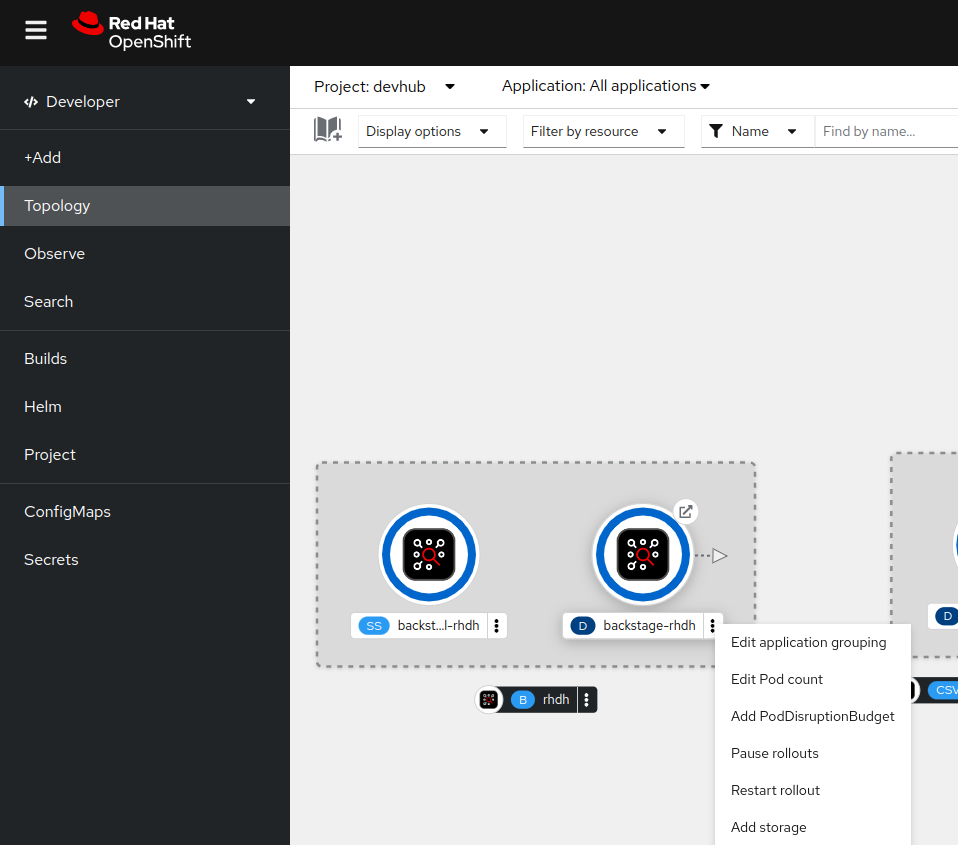 Red Hat
OpenShift
Developer
+Add
Topology
Observe
Search
Builds
Helm
Project
ConfigMaps
Secrets
Project: devhub
Application: All applications
Display options
Filter by resource
Name
Find by name...
SS backst...l-rhdh
D backstage-rhdh
D
B rhdh
CSV
Edit application grouping
Edit Pod count
Add PodDisruptionBudget
Pause rollouts
Restart rollout
Add storage